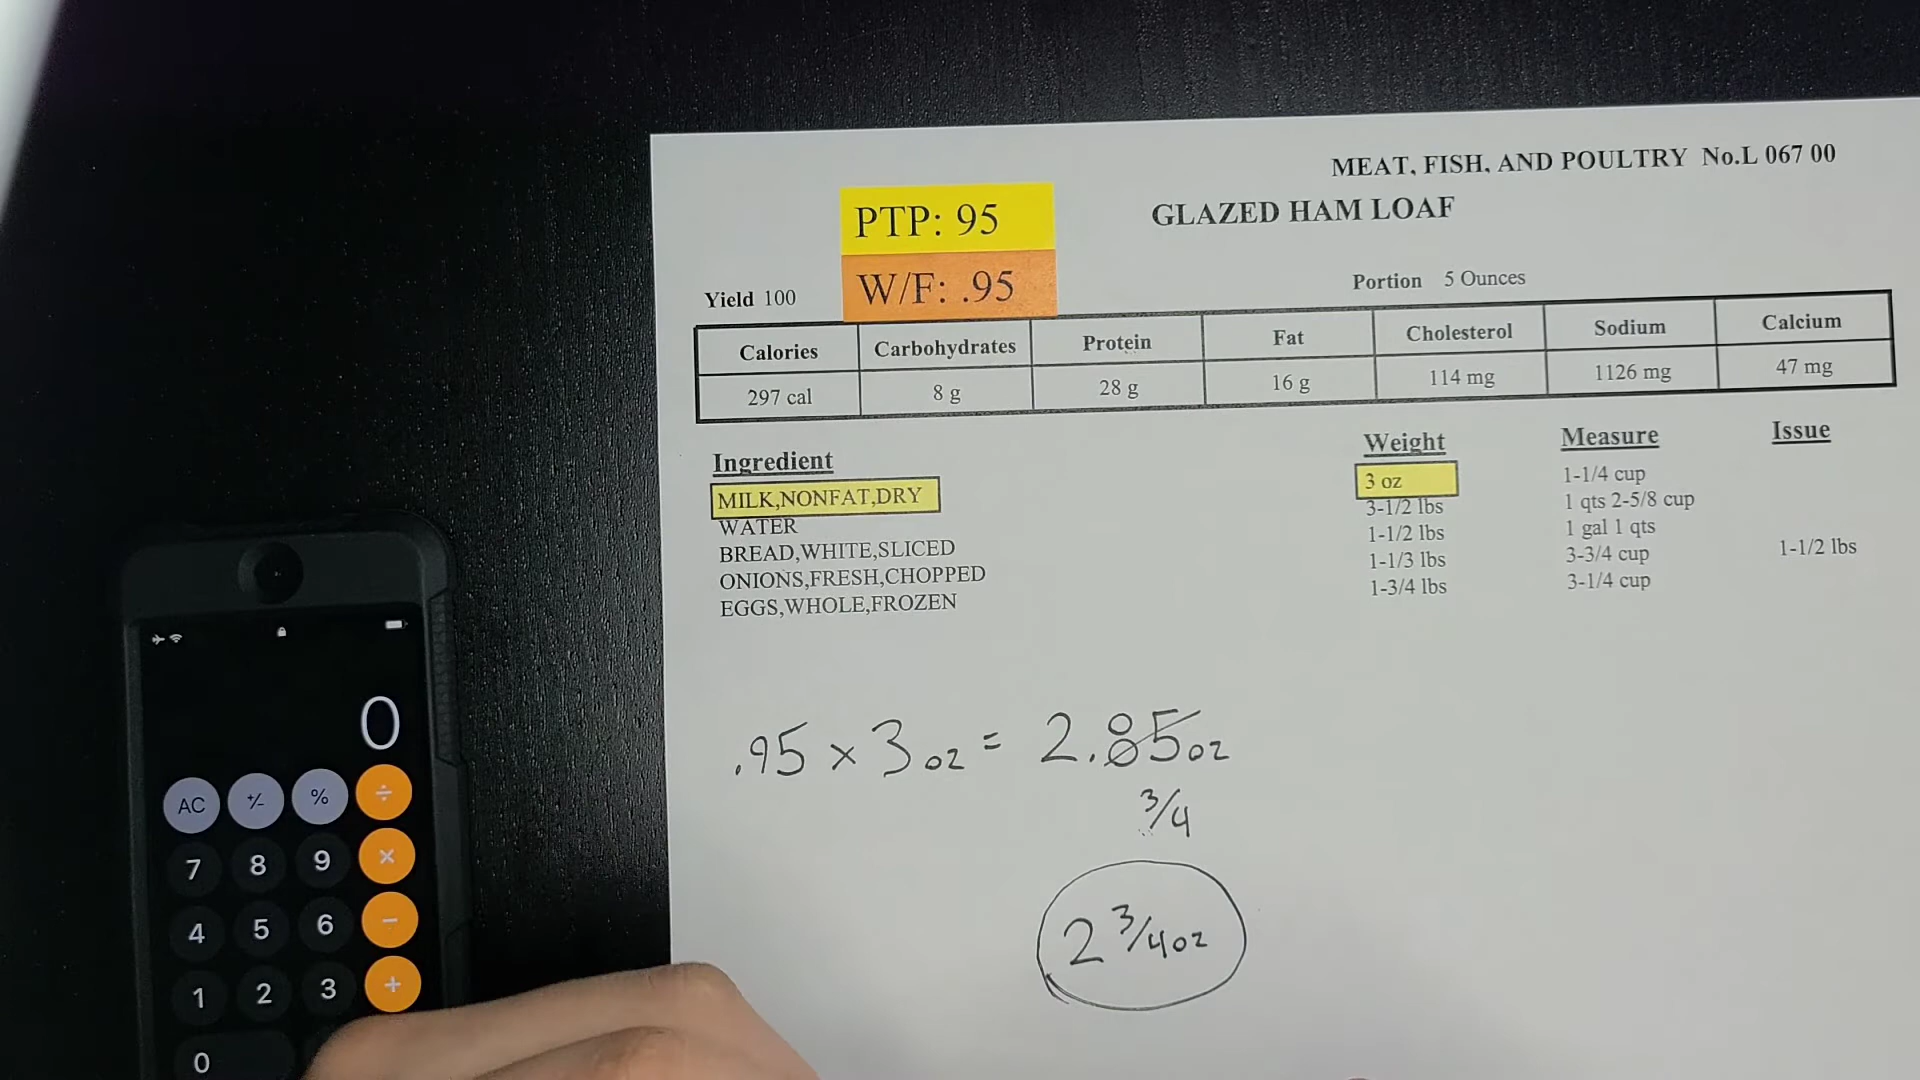 MEAT, FISH, AND POULTRY No.L 067 00
GLAZED HAM LOAF
PTP: 95
W/F: .95
Yield 100
Portion 5 Ounces
Calories Carbohydrates Protein Fat Cholesterol Sodium Calcium
297 cal 8 g 28 g 16 g 114 mg 1126 mg 47 mg
Ingredient Weight Measure Issue
MILK,NONFAT,DRY 3 oz 1-1/4 cup
WATER 3-1/2 lbs 1 qts 2-5/8 cup
BREAD,WHITE,SLICED 1-1/2 lbs 1 gal 1 qts
ONIONS,FRESH,CHOPPED 1-1/3 lbs 3-3/4 cup 1-1/2 lbs
EGGS,WHOLE,FROZEN 1-3/4 lbs 3-1/4 cup
.95 x 3 oz = 2.85 oz
3/4
2 3/4 oz
0
AC +/- % ÷
7 8 9 ×
4 5 6 −
1 2 3 +
0